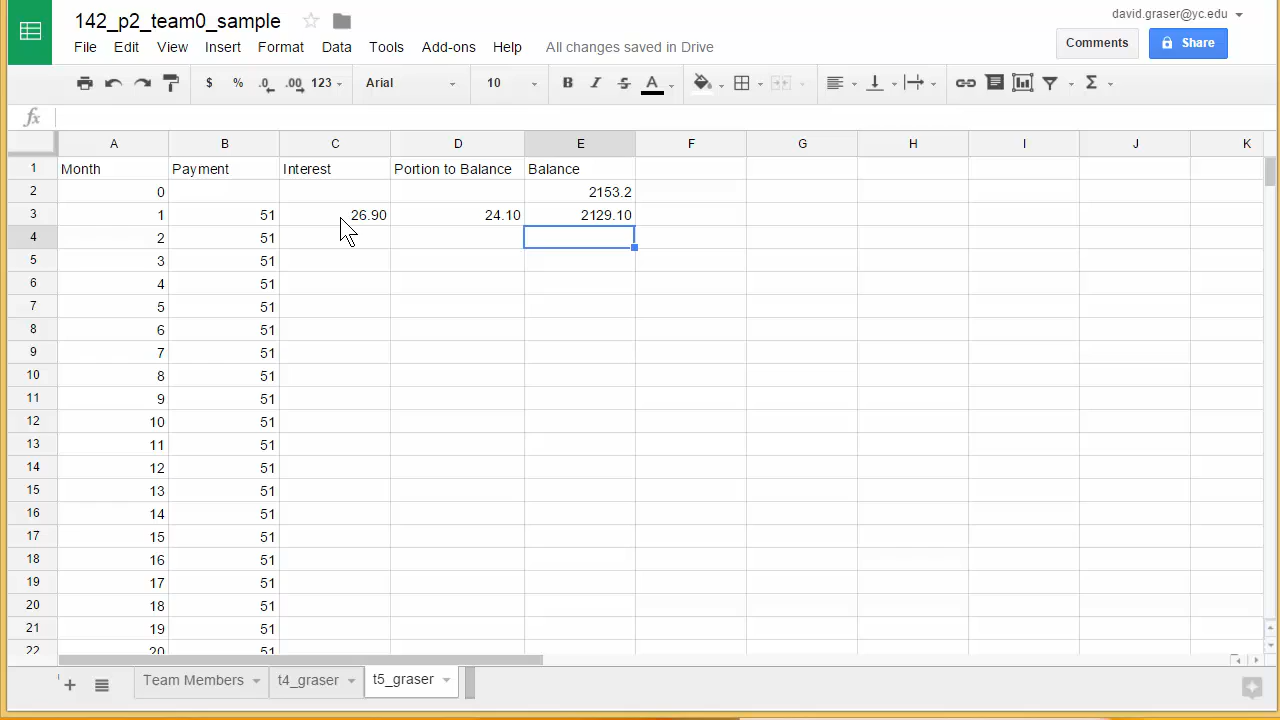 142_p2_team0_sample
david.graser@yc.edu
File Edit View Insert Format Data Tools Add-ons Help All changes saved in Drive
Comments Share
$ % .0 .00 123 Arial 10 B I S A Σ
fx
A B C D E F G H I J K
1 Month Payment Interest Portion to Balance Balance
2 0 2153.2
3 1 51 26.90 24.10 2129.10
4 2 51
5 3 51
6 4 51
7 5 51
8 6 51
9 7 51
10 8 51
11 9 51
12 10 51
13 11 51
14 12 51
15 13 51
16 14 51
17 15 51
18 16 51
19 17 51
20 18 51
21 19 51
22 20 51
Team Members t4_graser t5_graser